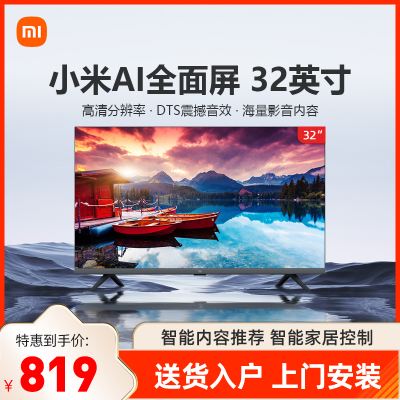 mi
小米AI全面屏 32英寸
高清分辨率 · DTS震撼音效 · 海量影音内容
32"
特惠到手价:
¥819
智能内容推荐 智能家居控制
送货入户 上门安装